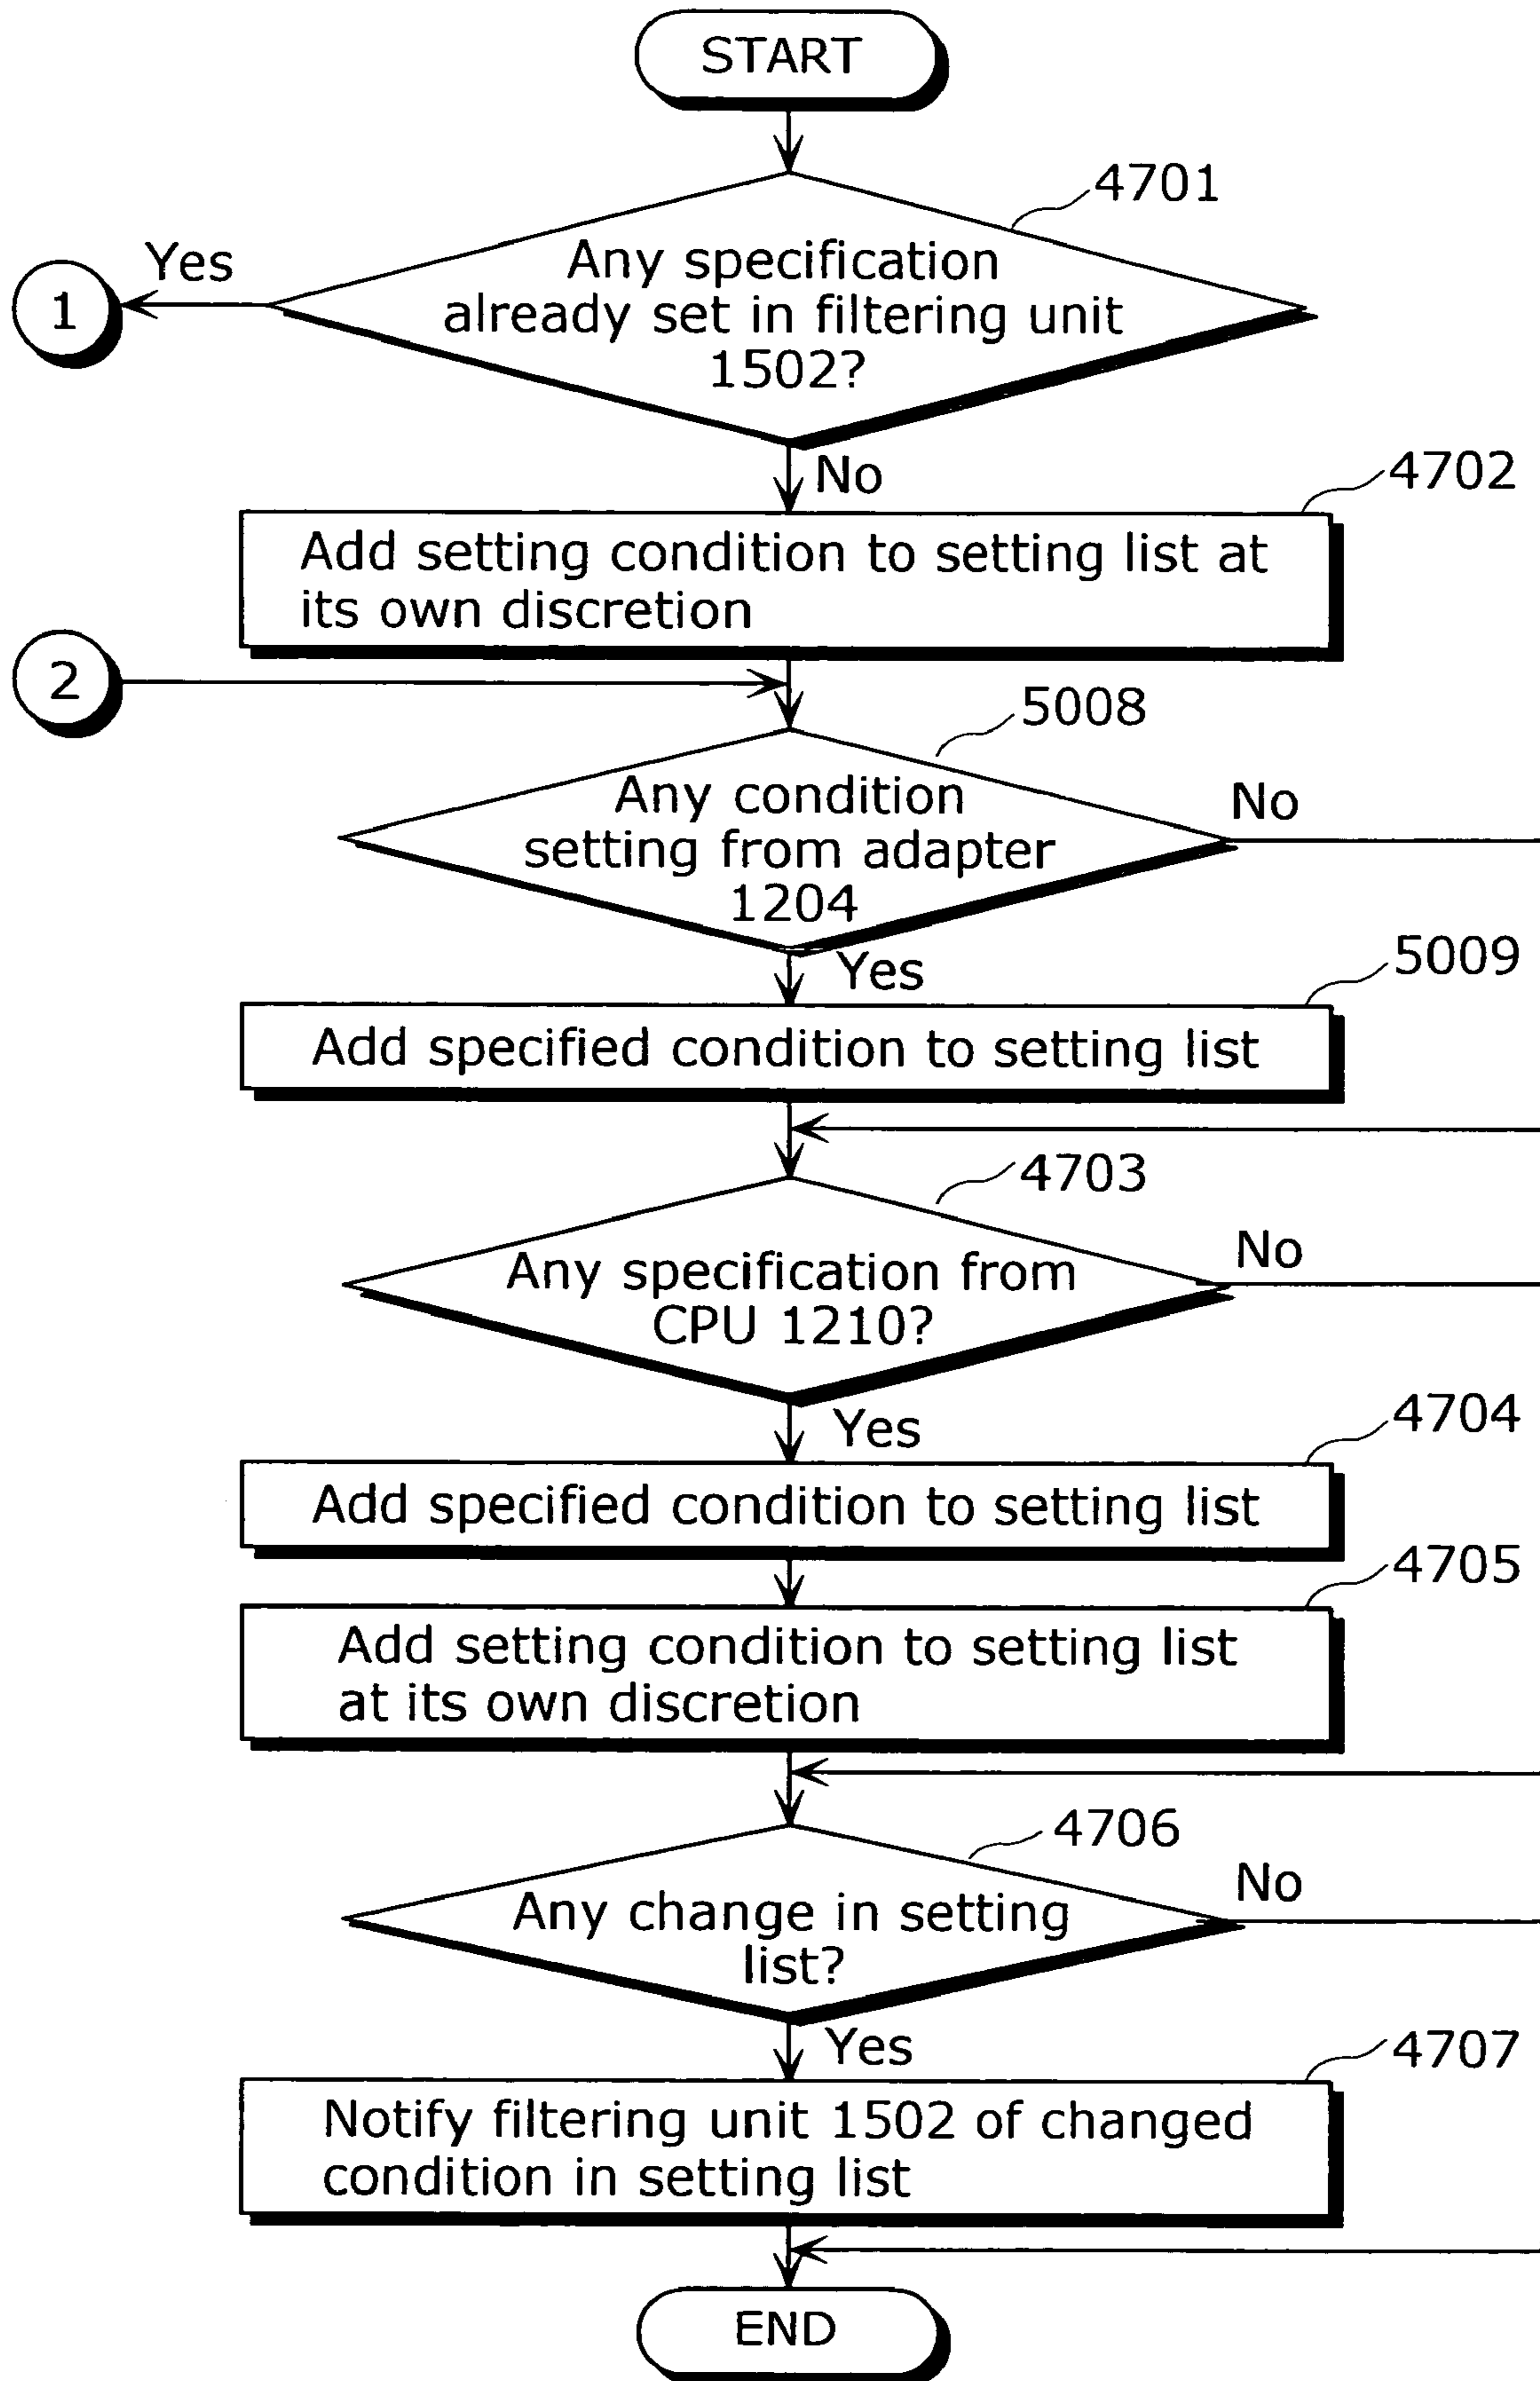 START
4701
Yes
Any specification
already set in filtering unit
1502?
1
No
4702
Add setting condition to setting list at
its own discretion
2
5008
Any condition
setting from adapter
1204
No
Yes
5009
Add specified condition to setting list
4703
Any specification from
CPU 1210?
No
Yes
4704
Add specified condition to setting list
4705
Add setting condition to setting list
at its own discretion
4706
Any change in setting
list?
No
Yes
4707
Notify filtering unit 1502 of changed
condition in setting list
END